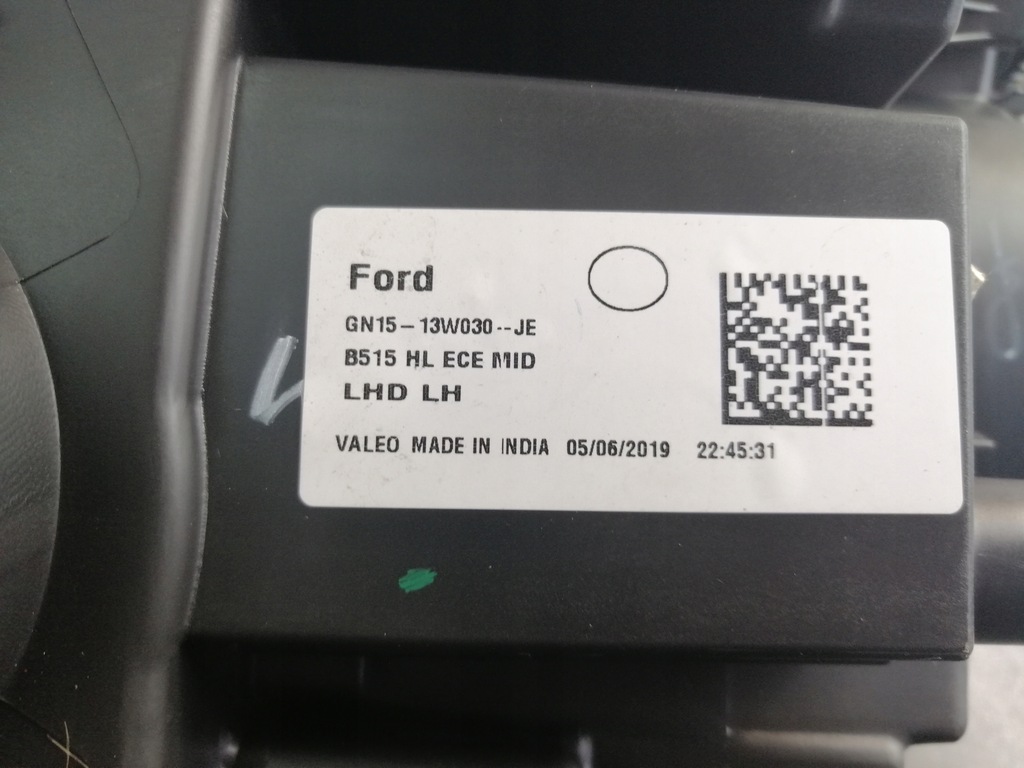 Ford
GN15-13W030--JE
B515 HL ECE MID
LHD LH
VALEO MADE IN INDIA 05/06/2019 22:45:31